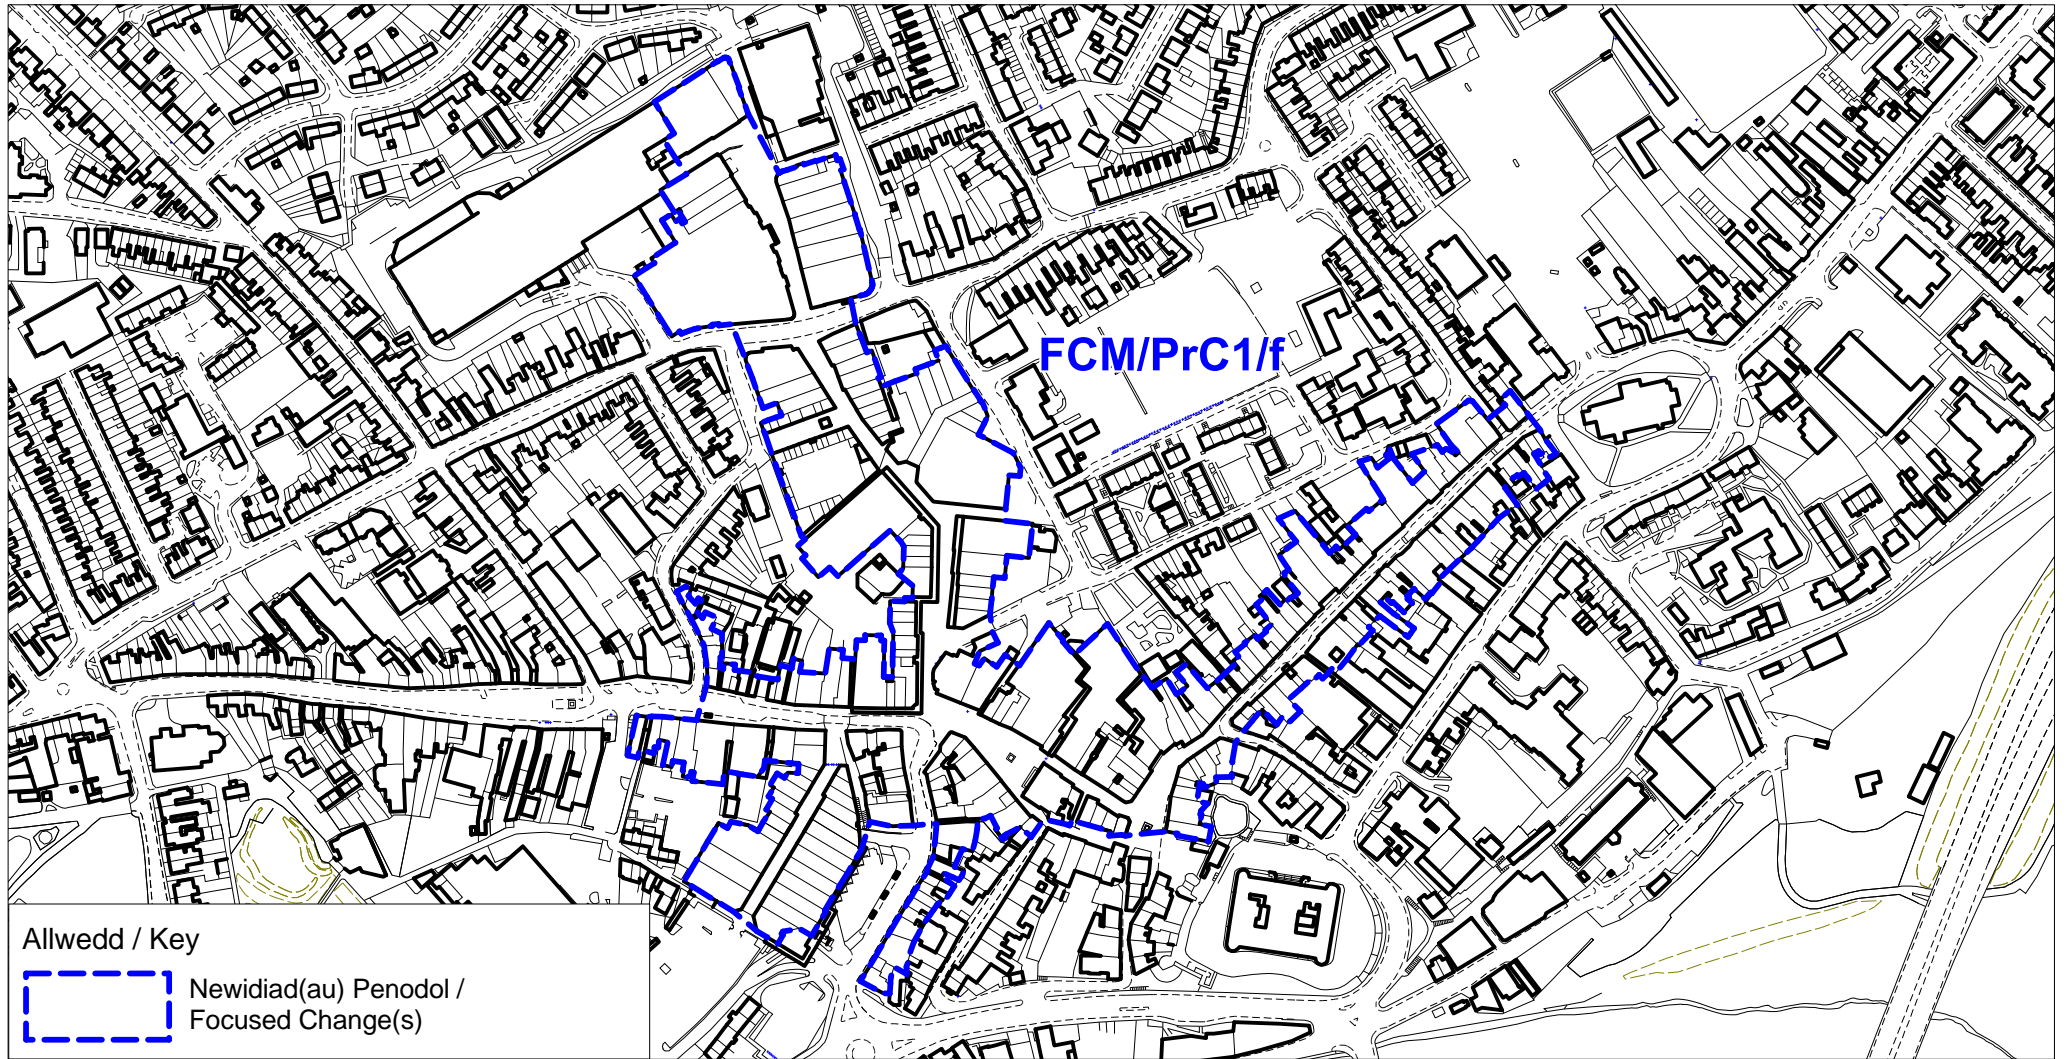 FCM/PrC1/f
Allwedd / Key
Newidiad(au) Penodol /
Focused Change(s)